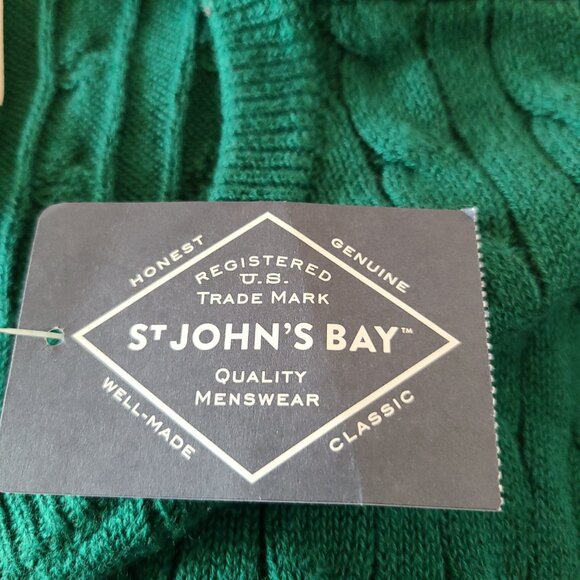 HONEST
GENUINE
REGISTERED
U.S.
TRADE MARK
ST JOHN'S BAY™
QUALITY
MENSWEAR
WELL-MADE
CLASSIC